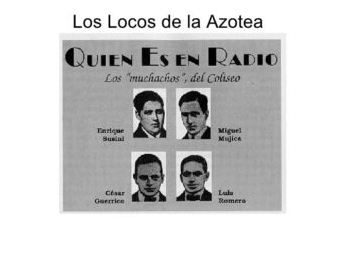 Los Locos de la Azotea
QUIEN ES EN RADIO
Los "muchachos", del Coliseo
Enrique
Susini
Miguel
Mujica
César
Guerrico
Luis
Romero